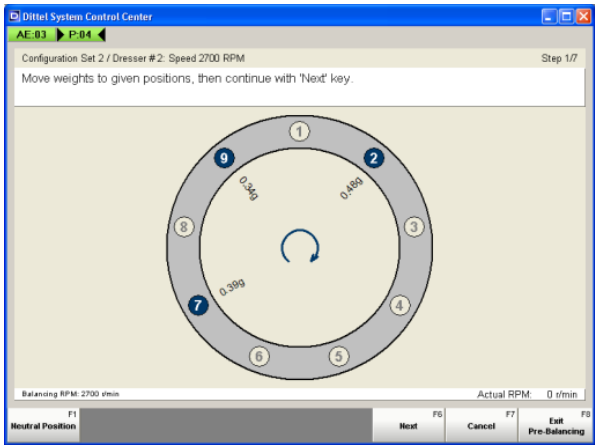 Dittel System Control Center
AE:03 P:04
Configuration Set 2 / Dresser #2: Speed 2700 RPM Step 1/7
Move weights to given positions, then continue with 'Next' key.
1
9 2
0.34g 0.48g
8 3
0.39g
7 4
6 5
Balancing RPM: 2700 r/min Actual RPM: 0 r/min
F1 F6 F7 F8
Neutral Position Next Cancel Exit
Pre-Balancing